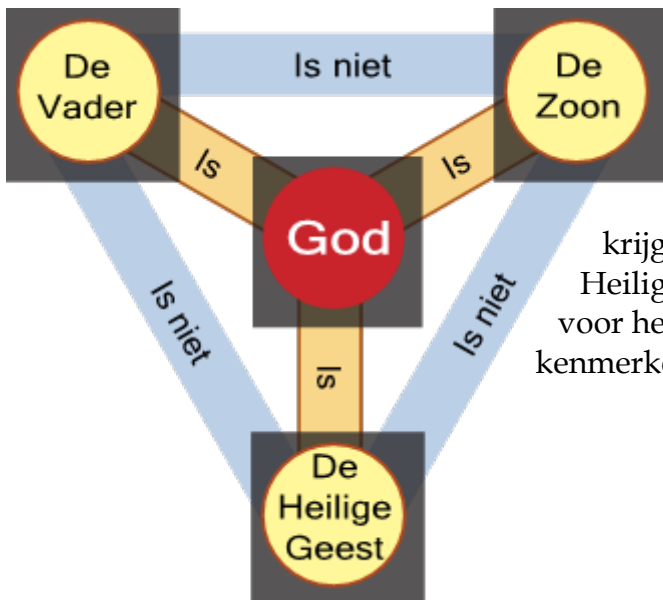 De
Vader
Is niet
De
Zoon
Is
Is
God
Is niet
Is niet
Is
De
Heilige
Geest
krijg
Heilig
voor he
kenmerk